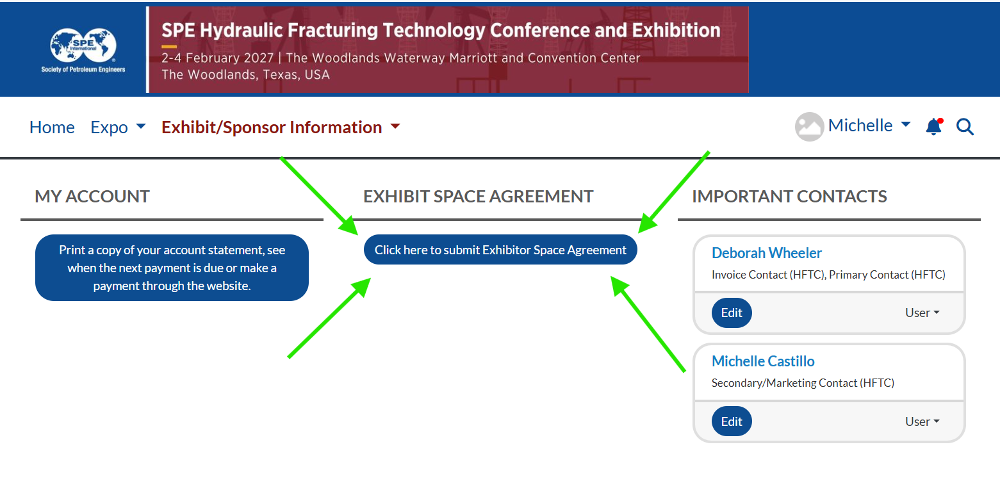 SPE
International
Society of Petroleum Engineers
SPE Hydraulic Fracturing Technology Conference and Exhibition
2-4 February 2027 | The Woodlands Waterway Marriott and Convention Center
The Woodlands, Texas, USA
Home Expo Exhibit/Sponsor Information Michelle
MY ACCOUNT
Print a copy of your account statement, see
when the next payment is due or make a
payment through the website.
EXHIBIT SPACE AGREEMENT
Click here to submit Exhibitor Space Agreement
IMPORTANT CONTACTS
Deborah Wheeler
Invoice Contact (HFTC), Primary Contact (HFTC)
Edit User
Michelle Castillo
Secondary/Marketing Contact (HFTC)
Edit User